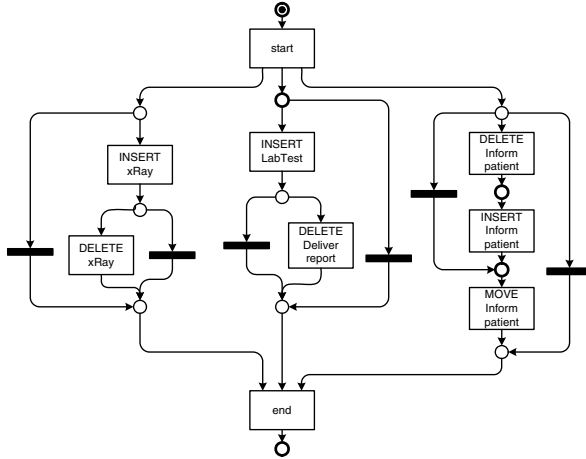 start
INSERT
xRay
DELETE
xRay
INSERT
LabTest
DELETE
Deliver
report
DELETE
Inform
patient
INSERT
Inform
patient
MOVE
Inform
patient
end